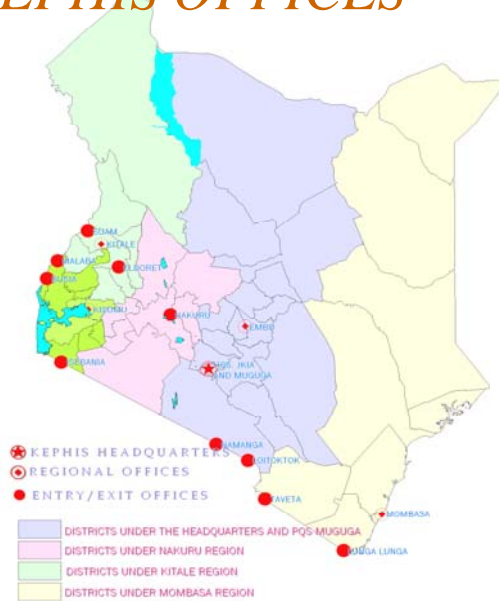 EPHIS OFFICES
KITALE
MALABA
ELDORET
KISUMU
NAKURU
EMBU
HQS, JKIA
AND MUGUGA
ISEBANIA
NAMANGA
LOITOKTOK
TAVETA
MOMBASA
LUNGA LUNGA
KEPHIS HEADQUARTERS
REGIONAL OFFICES
ENTRY/EXIT OFFICES
DISTRICTS UNDER THE HEADQUARTERS AND PQS MUGUGA
DISTRICTS UNDER NAKURU REGION
DISTRICTS UNDER KITALE REGION
DISTRICTS UNDER MOMBASA REGION